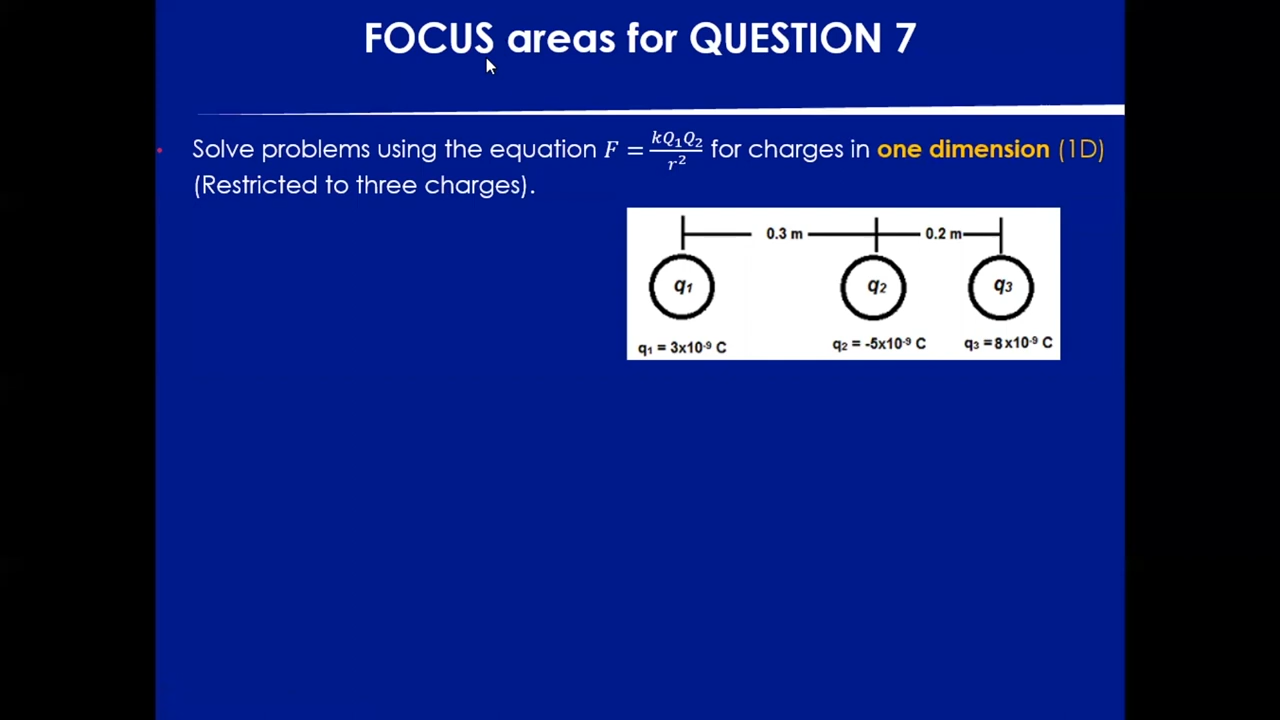 FOCUS areas for QUESTION 7
• Solve problems using the equation F = kQ₁Q₂/r² for charges in one dimension (1D)
(Restricted to three charges).
0.3 m 0.2 m
q₁ q₂ q₃
q₁ = 3x10⁻⁹ C q₂ = -5x10⁻⁹ C q₃ = 8x10⁻⁹ C